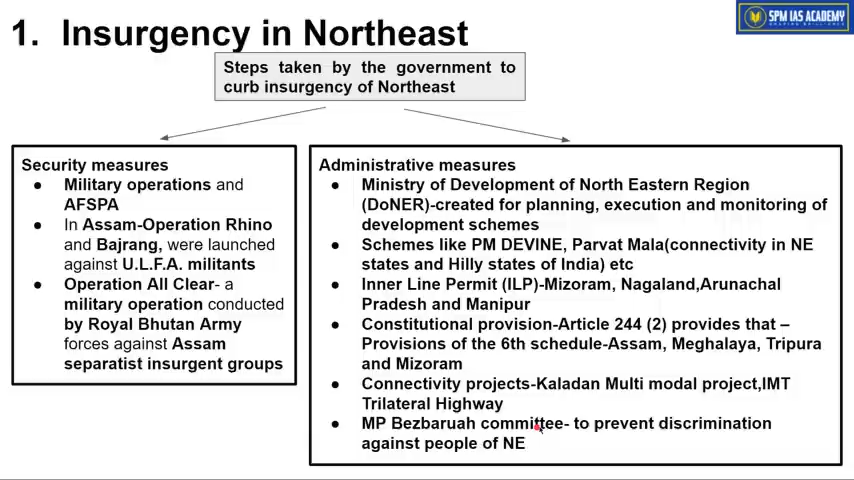 1. Insurgency in Northeast
SPM IAS ACADEMY
Steps taken by the government to
curb insurgency of Northeast
Security measures
● Military operations and
AFSPA
● In Assam-Operation Rhino
and Bajrang, were launched
against U.L.F.A. militants
● Operation All Clear- a
military operation conducted
by Royal Bhutan Army
forces against Assam
separatist insurgent groups
Administrative measures
● Ministry of Development of North Eastern Region
(DoNER)-created for planning, execution and monitoring of
development schemes
● Schemes like PM DEVINE, Parvat Mala(connectivity in NE
states and Hilly states of India) etc
● Inner Line Permit (ILP)-Mizoram, Nagaland,Arunachal
Pradesh and Manipur
● Constitutional provision-Article 244 (2) provides that –
Provisions of the 6th schedule-Assam, Meghalaya, Tripura
and Mizoram
● Connectivity projects-Kaladan Multi modal project,IMT
Trilateral Highway
● MP Bezbaruah committee- to prevent discrimination
against people of NE